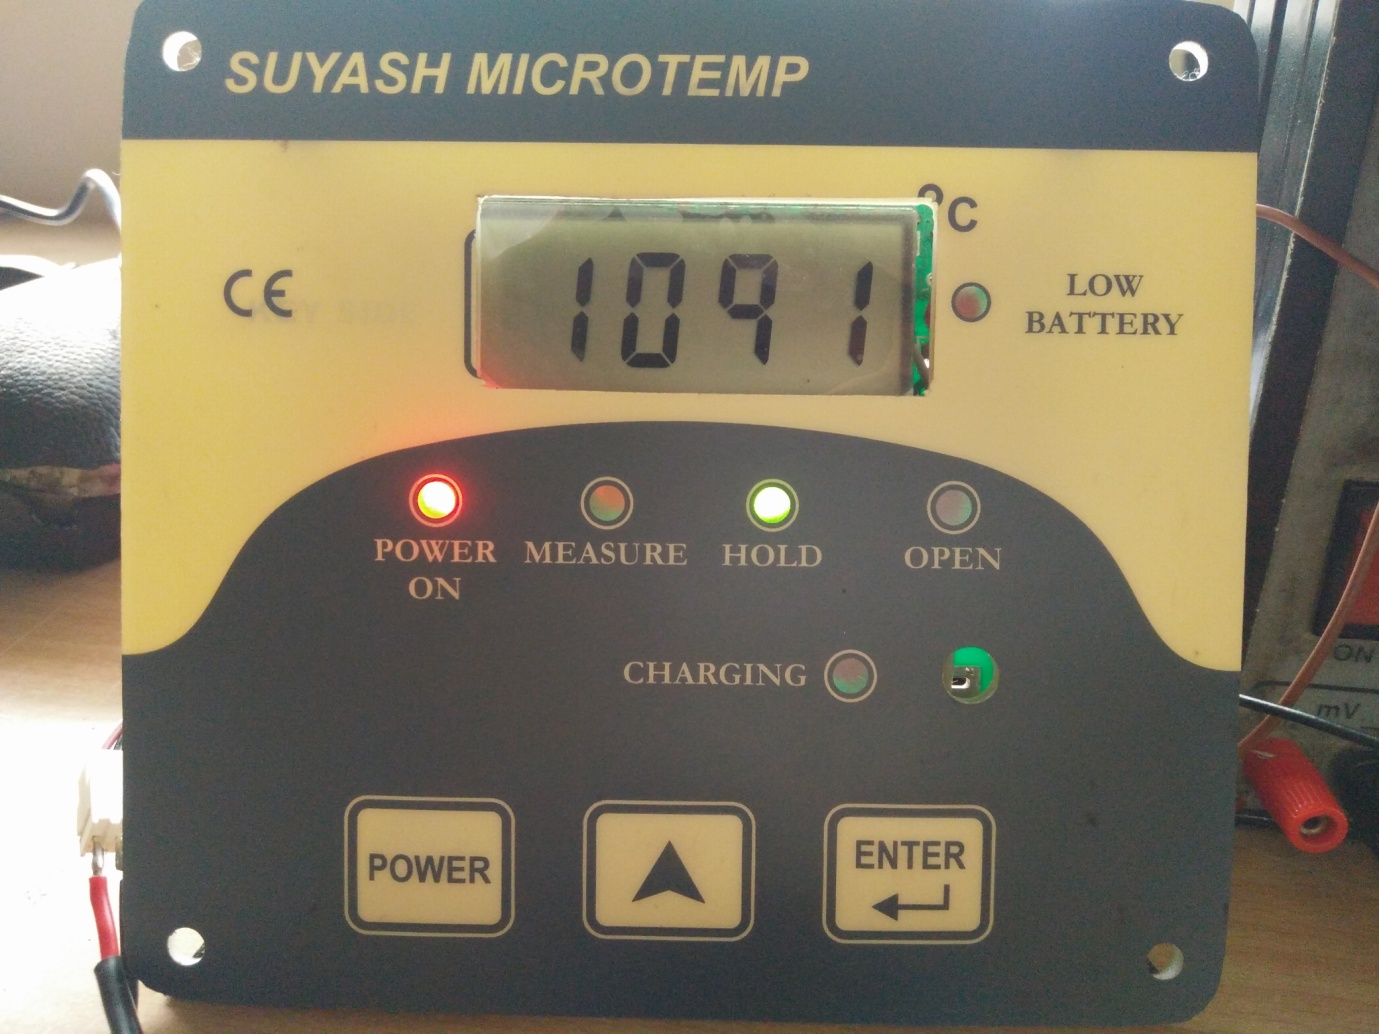 SUYASH MICROTEMP
°C
CE
1091
LOW
BATTERY
POWER
ON
MEASURE
HOLD
OPEN
CHARGING
POWER
ENTER
ON
mV